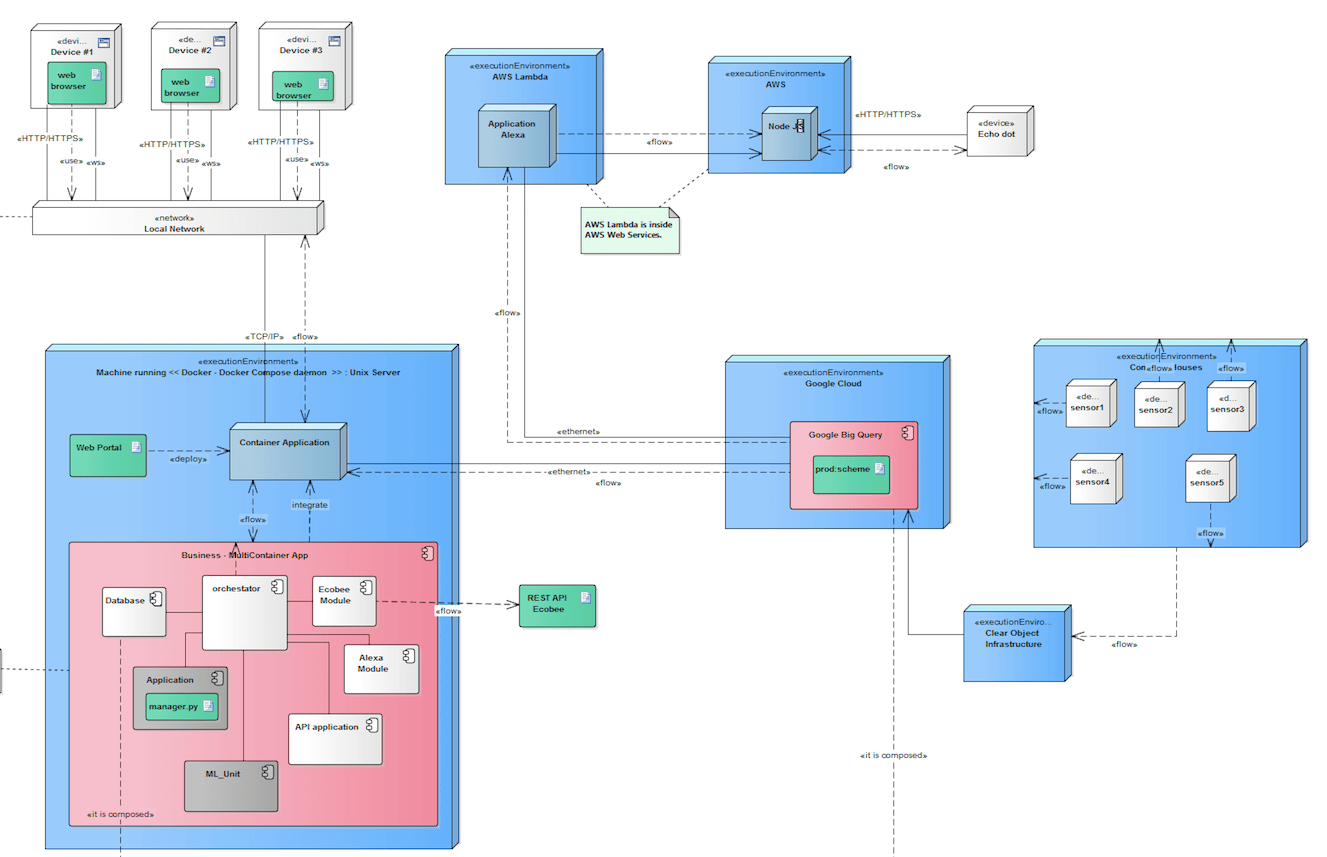 «devi...
Device #1
web
browser
«de...
Device #2
web
browser
«devi...
Device #3
web
browser
«HTTP/HTTPS»
«use»
«ws»
«HTTP/HTTPS»
«use»
«ws»
«HTTP/HTTPS»
«use»
«ws»
«network»
Local Network
«TCP/IP»
«flow»
«executionEnvironment»
AWS Lambda
Application
Alexa
«flow»
«executionEnvironment»
AWS
Node JS
«HTTP/HTTPS»
«flow»
«device»
Echo dot
AWS Lambda is inside
AWS Web Services.
«flow»
«ethernet»
«ethernet»
«flow»
«executionEnvironment»
Machine running << Docker - Docker Compose daemon >> : Unix Server
Web Portal
«deploy»
Container Application
«flow»
integrate
Business - MultiContainer App
Database
orchestator
Ecobee
Module
Alexa
Module
Application
manager.py
API application
ML_Unit
«it is composed»
«flow»
REST API
Ecobee
«executionEnvironment»
Google Cloud
Google Big Query
prod:scheme
«it is composed»
«executionEnvironment»
«flow»
«flow»
«de...
sensor1
«de...
sensor2
«d...
sensor3
«flow»
«de...
sensor4
«flow»
«de...
sensor5
«flow»
«executionEnviro...
Clear Object
Infrastructure
«flow»